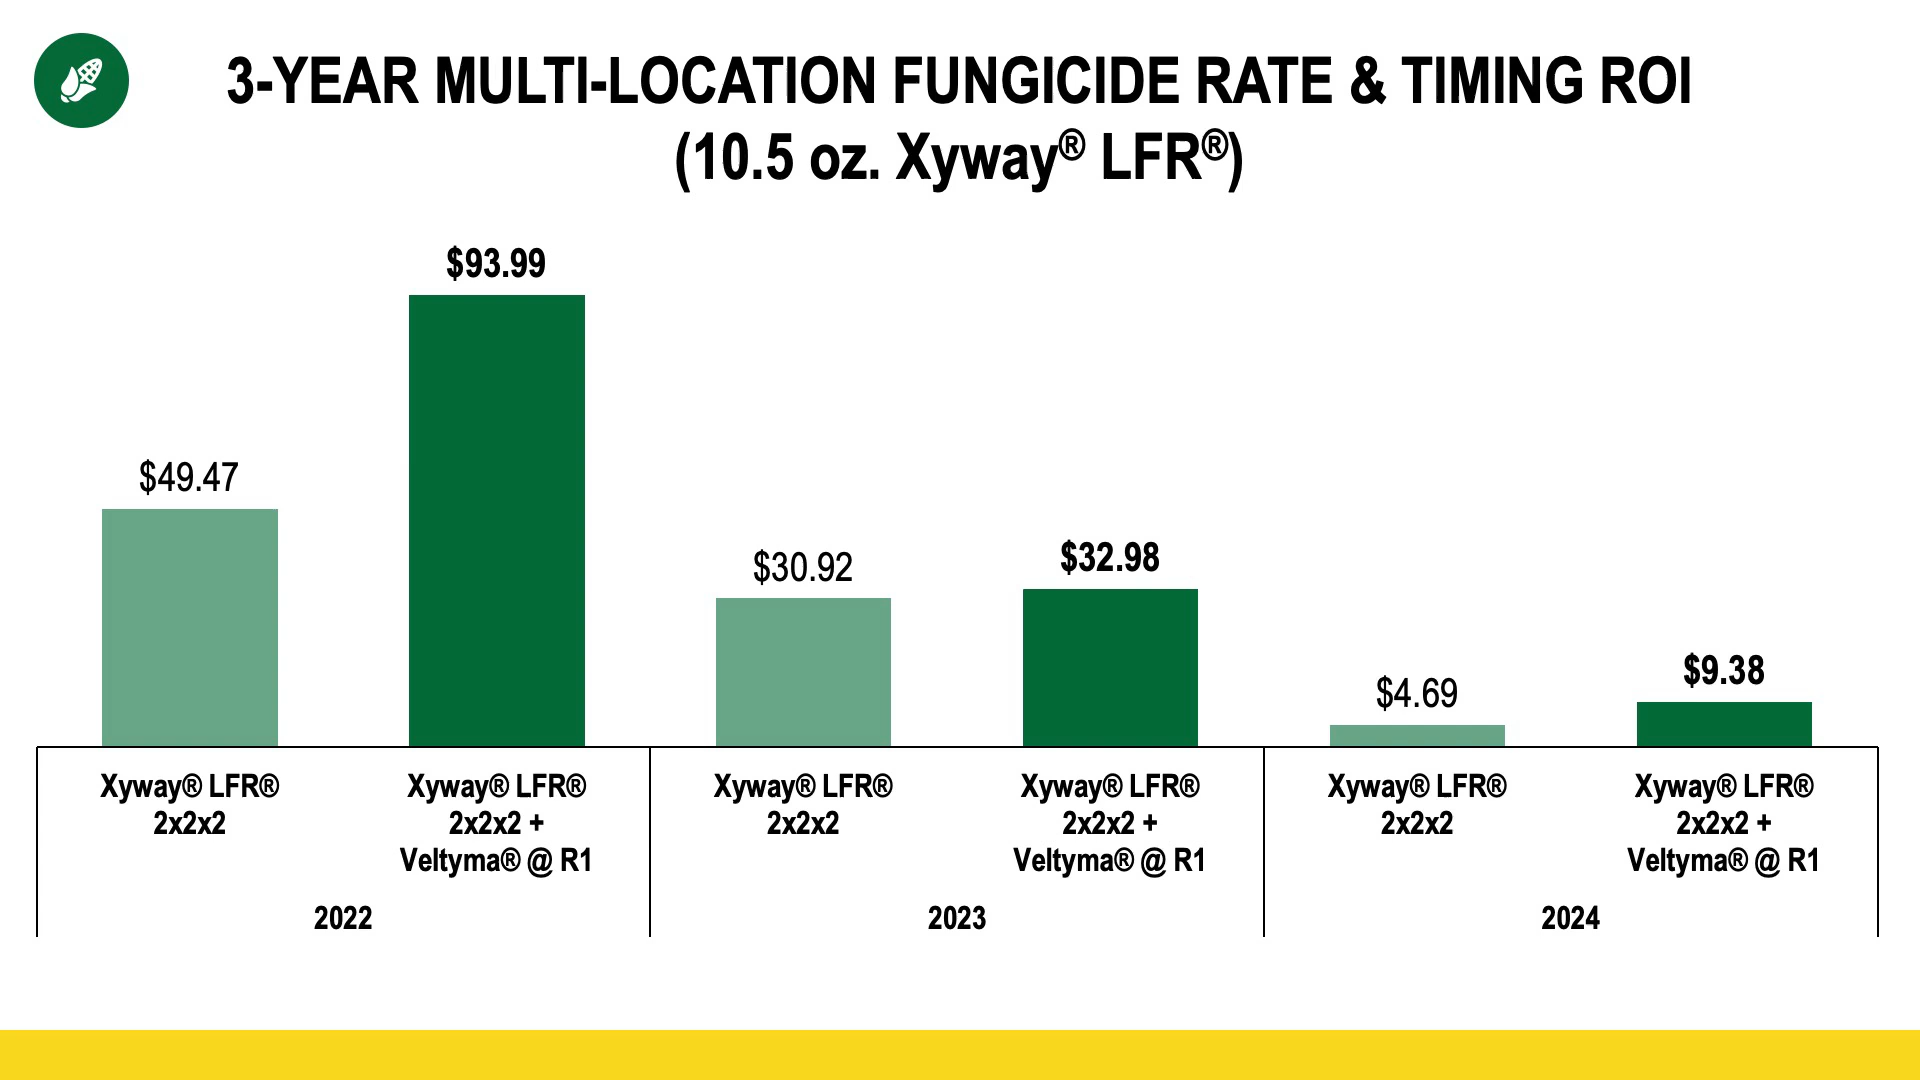 3-YEAR MULTI-LOCATION FUNGICIDE RATE & TIMING ROI
(10.5 oz. Xyway® LFR®)
$49.47
$93.99
$30.92
$32.98
$4.69
$9.38
Xyway® LFR®
2x2x2
Xyway® LFR®
2x2x2 +
Veltyma® @ R1
Xyway® LFR®
2x2x2
Xyway® LFR®
2x2x2 +
Veltyma® @ R1
Xyway® LFR®
2x2x2
Xyway® LFR®
2x2x2 +
Veltyma® @ R1
2022
2023
2024